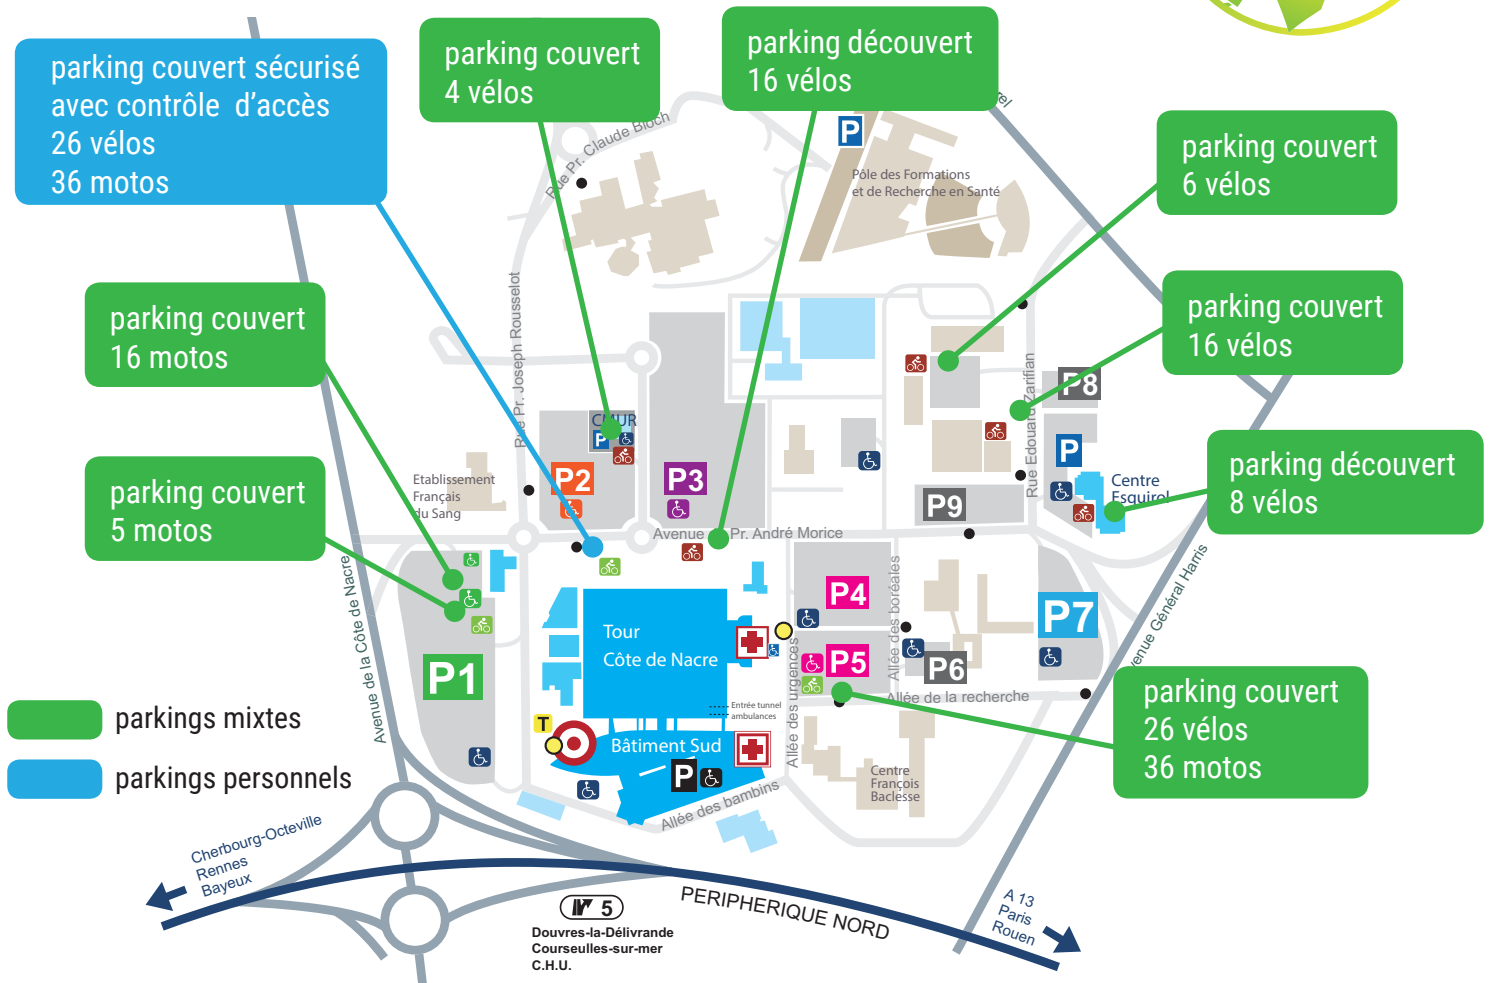 parking couvert sécurisé
avec contrôle d'accès
26 vélos
36 motos
parking couvert
4 vélos
parking découvert
16 vélos
parking couvert
6 vélos
parking couvert
16 vélos
parking découvert
8 vélos
parking couvert
26 vélos
36 motos
parking couvert
16 motos
parking couvert
5 motos
parkings mixtes
parkings personnels
Rue Pr. Claude Bloch
P
Pôle des Formations
et de Recherche en Santé
Rue Pr. Joseph Rousselot
CMUR
P
P2
P3
Etablissement
Français
du Sang
Avenue Pr. André Morice
Rue Edouard Zarifian
P8
P
P9
Centre
Esquirol
Avenue de la Côte de Nacre
P1
Tour
Côte de Nacre
P4
P5
P6
P7
Allée des boréales
Allée des urgences
Allée de la recherche
Avenue Général Harris
Entrée tunnel
ambulances
T
Bâtiment Sud
P
Allée des bambins
Centre
François
Baclesse
Cherbourg-Octeville
Rennes
Bayeux
PERIPHERIQUE NORD
A 13
Paris
Rouen
5
Douvres-la-Délivrande
Courseulles-sur-mer
C.H.U.